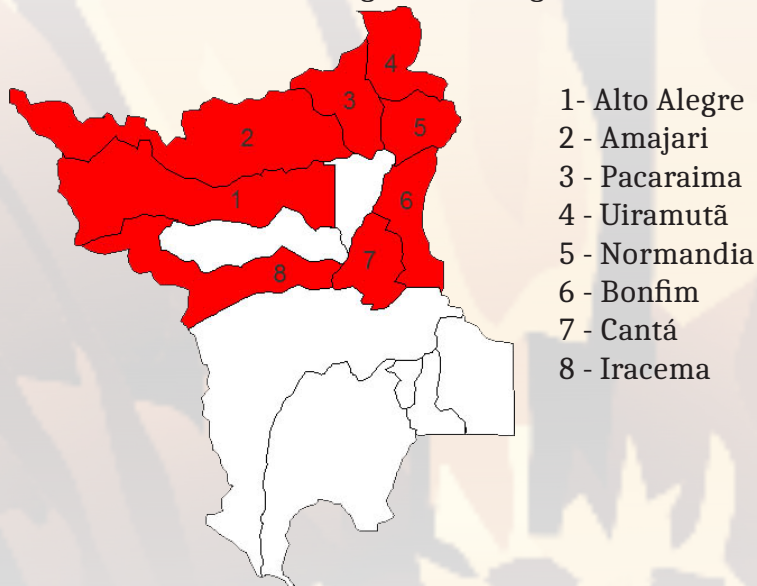 1- Alto Alegre
2 - Amajari
3 - Pacaraima
4 - Uiramutã
5 - Normandia
6 - Bonfim
7 - Cantá
8 - Iracema
4
3
5
2
1
6
7
8